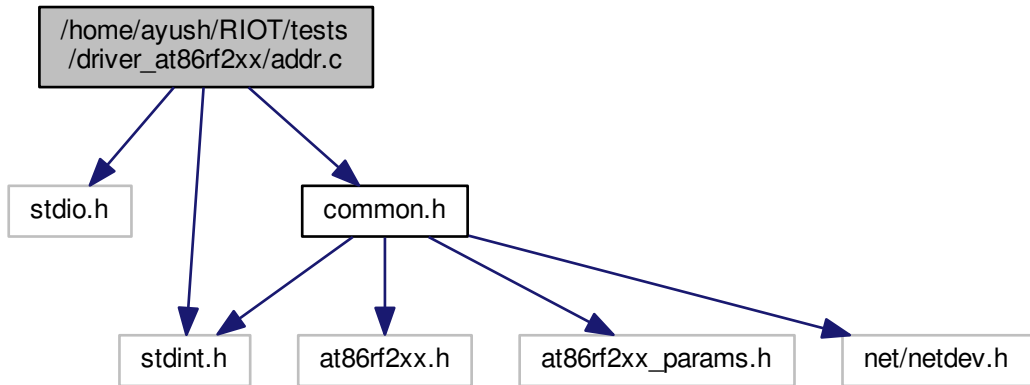 /home/ayush/RIOT/tests
/driver_at86rf2xx/addr.c
stdio.h
common.h
stdint.h
at86rf2xx.h
at86rf2xx_params.h
net/netdev.h